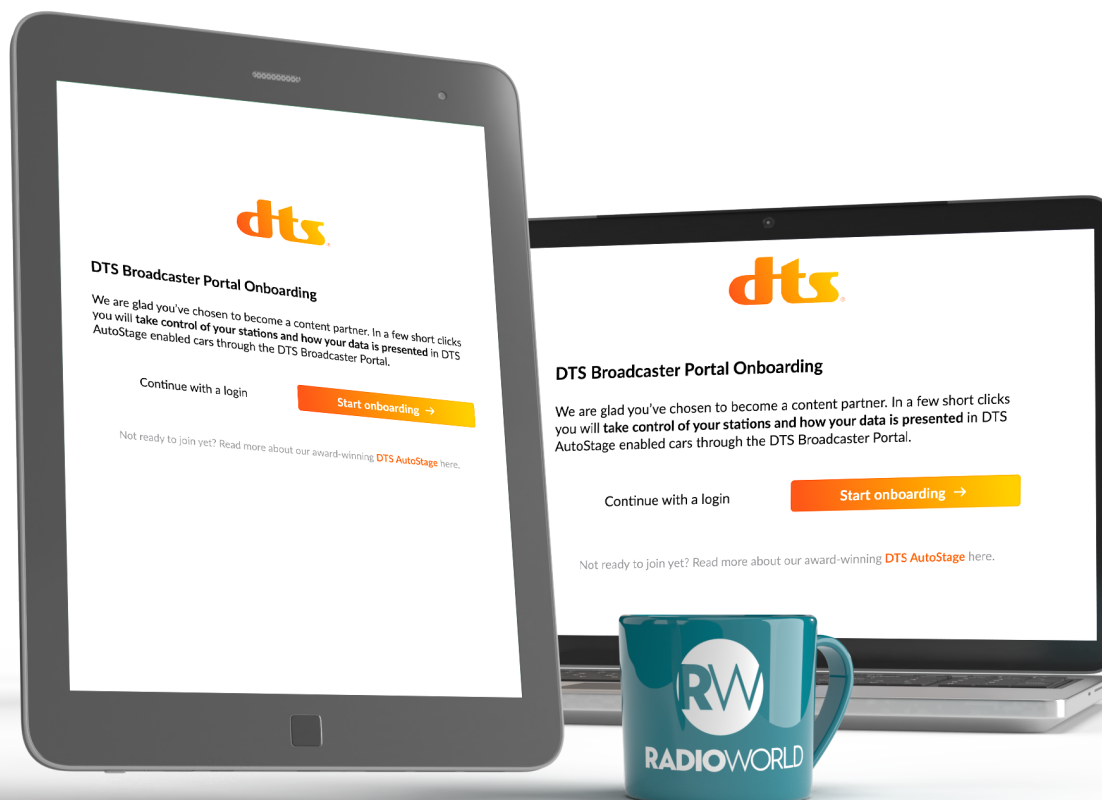 dts
DTS Broadcaster Portal Onboarding
We are glad you've chosen to become a content partner. In a few short clicks
you will take control of your stations and how your data is presented in DTS
AutoStage enabled cars through the DTS Broadcaster Portal.
Continue with a login
Start onboarding →
Not ready to join yet? Read more about our award-winning DTS AutoStage here.
dts
DTS Broadcaster Portal Onboarding
We are glad you've chosen to become a content partner. In a few short clicks
you will take control of your stations and how your data is presented in DTS
AutoStage enabled cars through the DTS Broadcaster Portal.
Continue with a login
Start onboarding →
Not ready to join yet? Read more about our award-winning DTS AutoStage here.
RW
RADIOWORLD